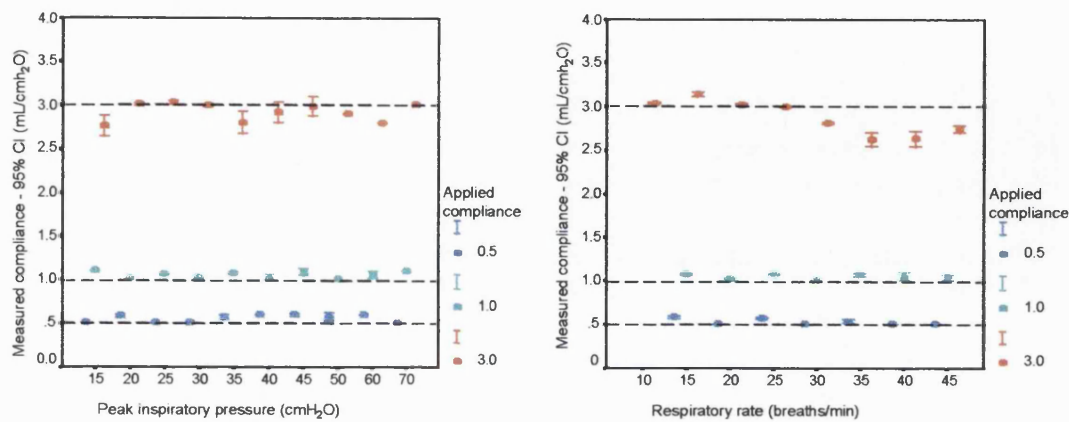 Measured compliance - 95% CI (mL/cmh₂O)
4.0
3.5
3.0
2.5
2.0
1.5
1.0
.5
0.0
15 20 25 30 35 40 45 50 60 70
Peak inspiratory pressure (cmH₂O)
Applied
compliance
0.5
1.0
3.0
Measured compliance - 95% CI (mL/cmh₂O)
4.0
3.5
3.0
2.5
2.0
1.5
1.0
.5
0
10 15 20 25 30 35 40 45
Respiratory rate (breaths/min)
Applied
compliance
0.5
1.0
3.0